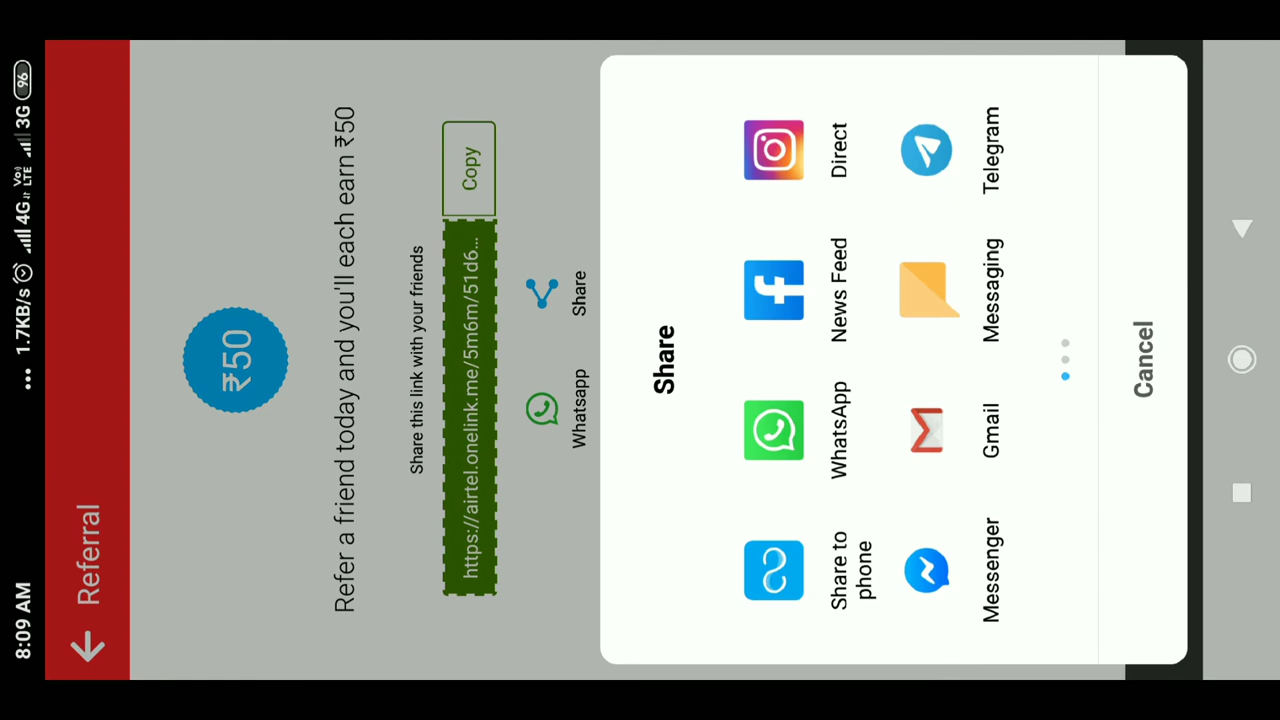 8:09 AM
... 1.7KB/s 4G Vo) LTE 3G 96
Referral
₹50
Refer a friend today and you'll each earn ₹50
Share this link with your friends
https://airtel.onelink.me/5m6m/51d6...
Copy
Whatsapp
Share
Share
Share to phone
WhatsApp
News Feed
Direct
Messenger
Gmail
Messaging
Telegram
Cancel